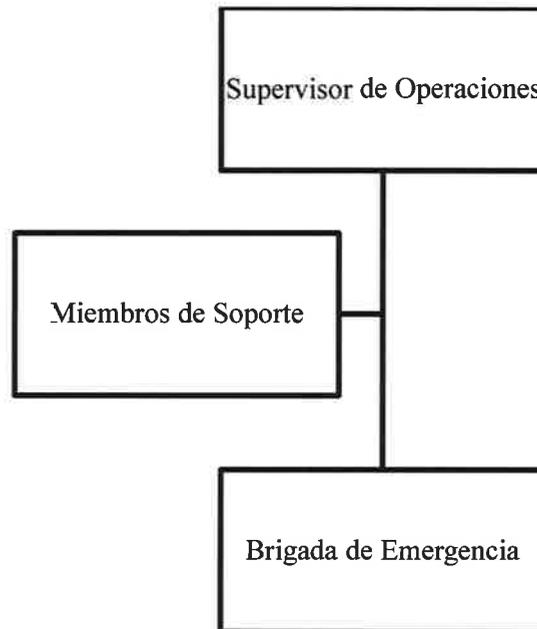 Supervisor de Operaciones
Miembros de Soporte
Brigada de Emergencia